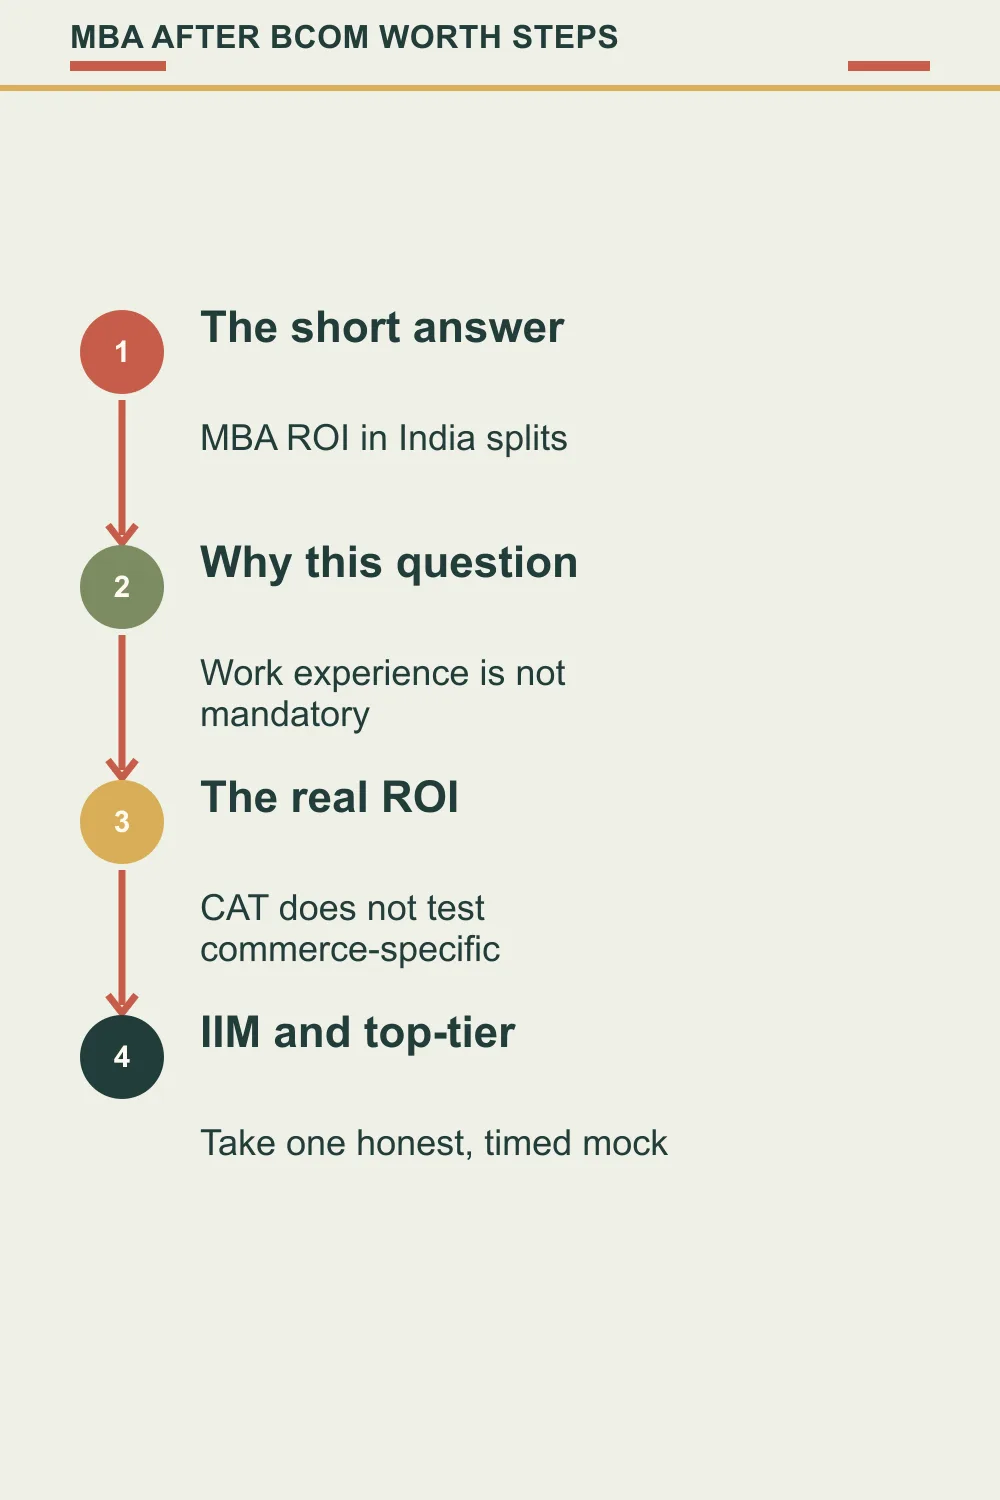 MBA AFTER BCOM WORTH STEPS
1
The short answer
MBA ROI in India splits
2
Why this question
Work experience is not
mandatory
3
The real ROI
CAT does not test
commerce-specific
4
IIM and top-tier
Take one honest, timed mock